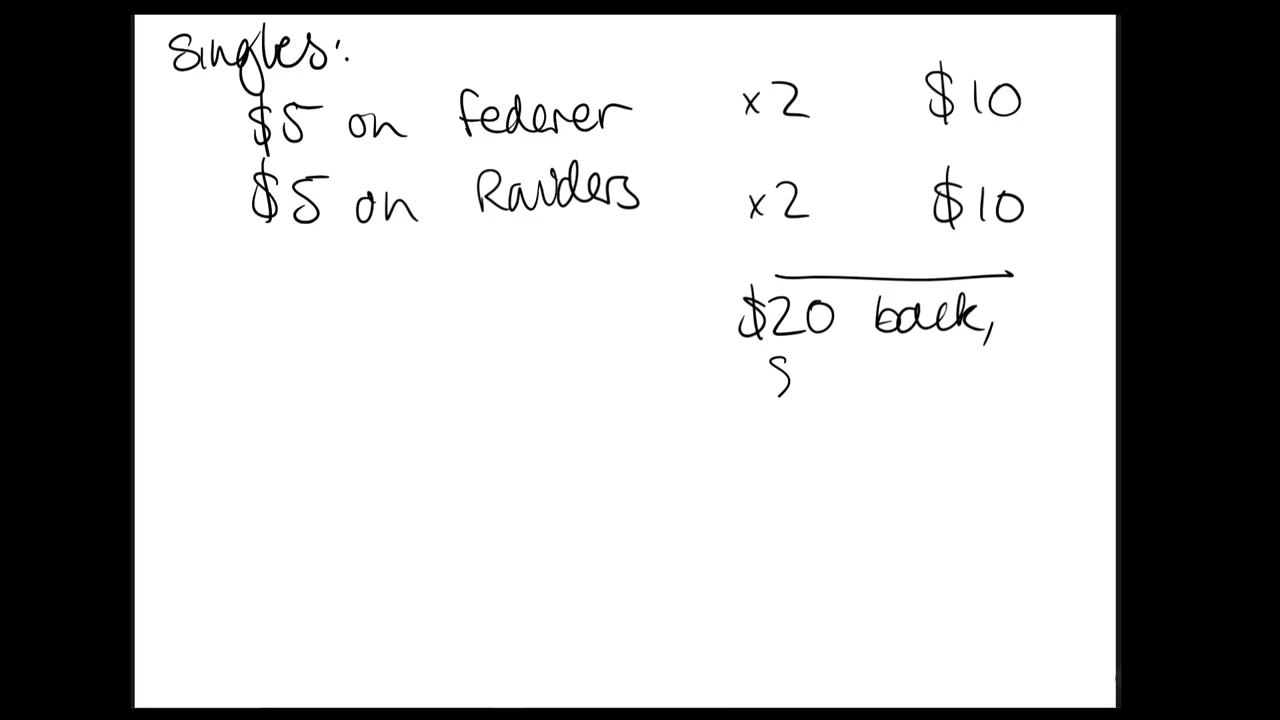 Singles:
$5 on Federer x2 $10
$5 on Raiders x2 $10
$20 back,